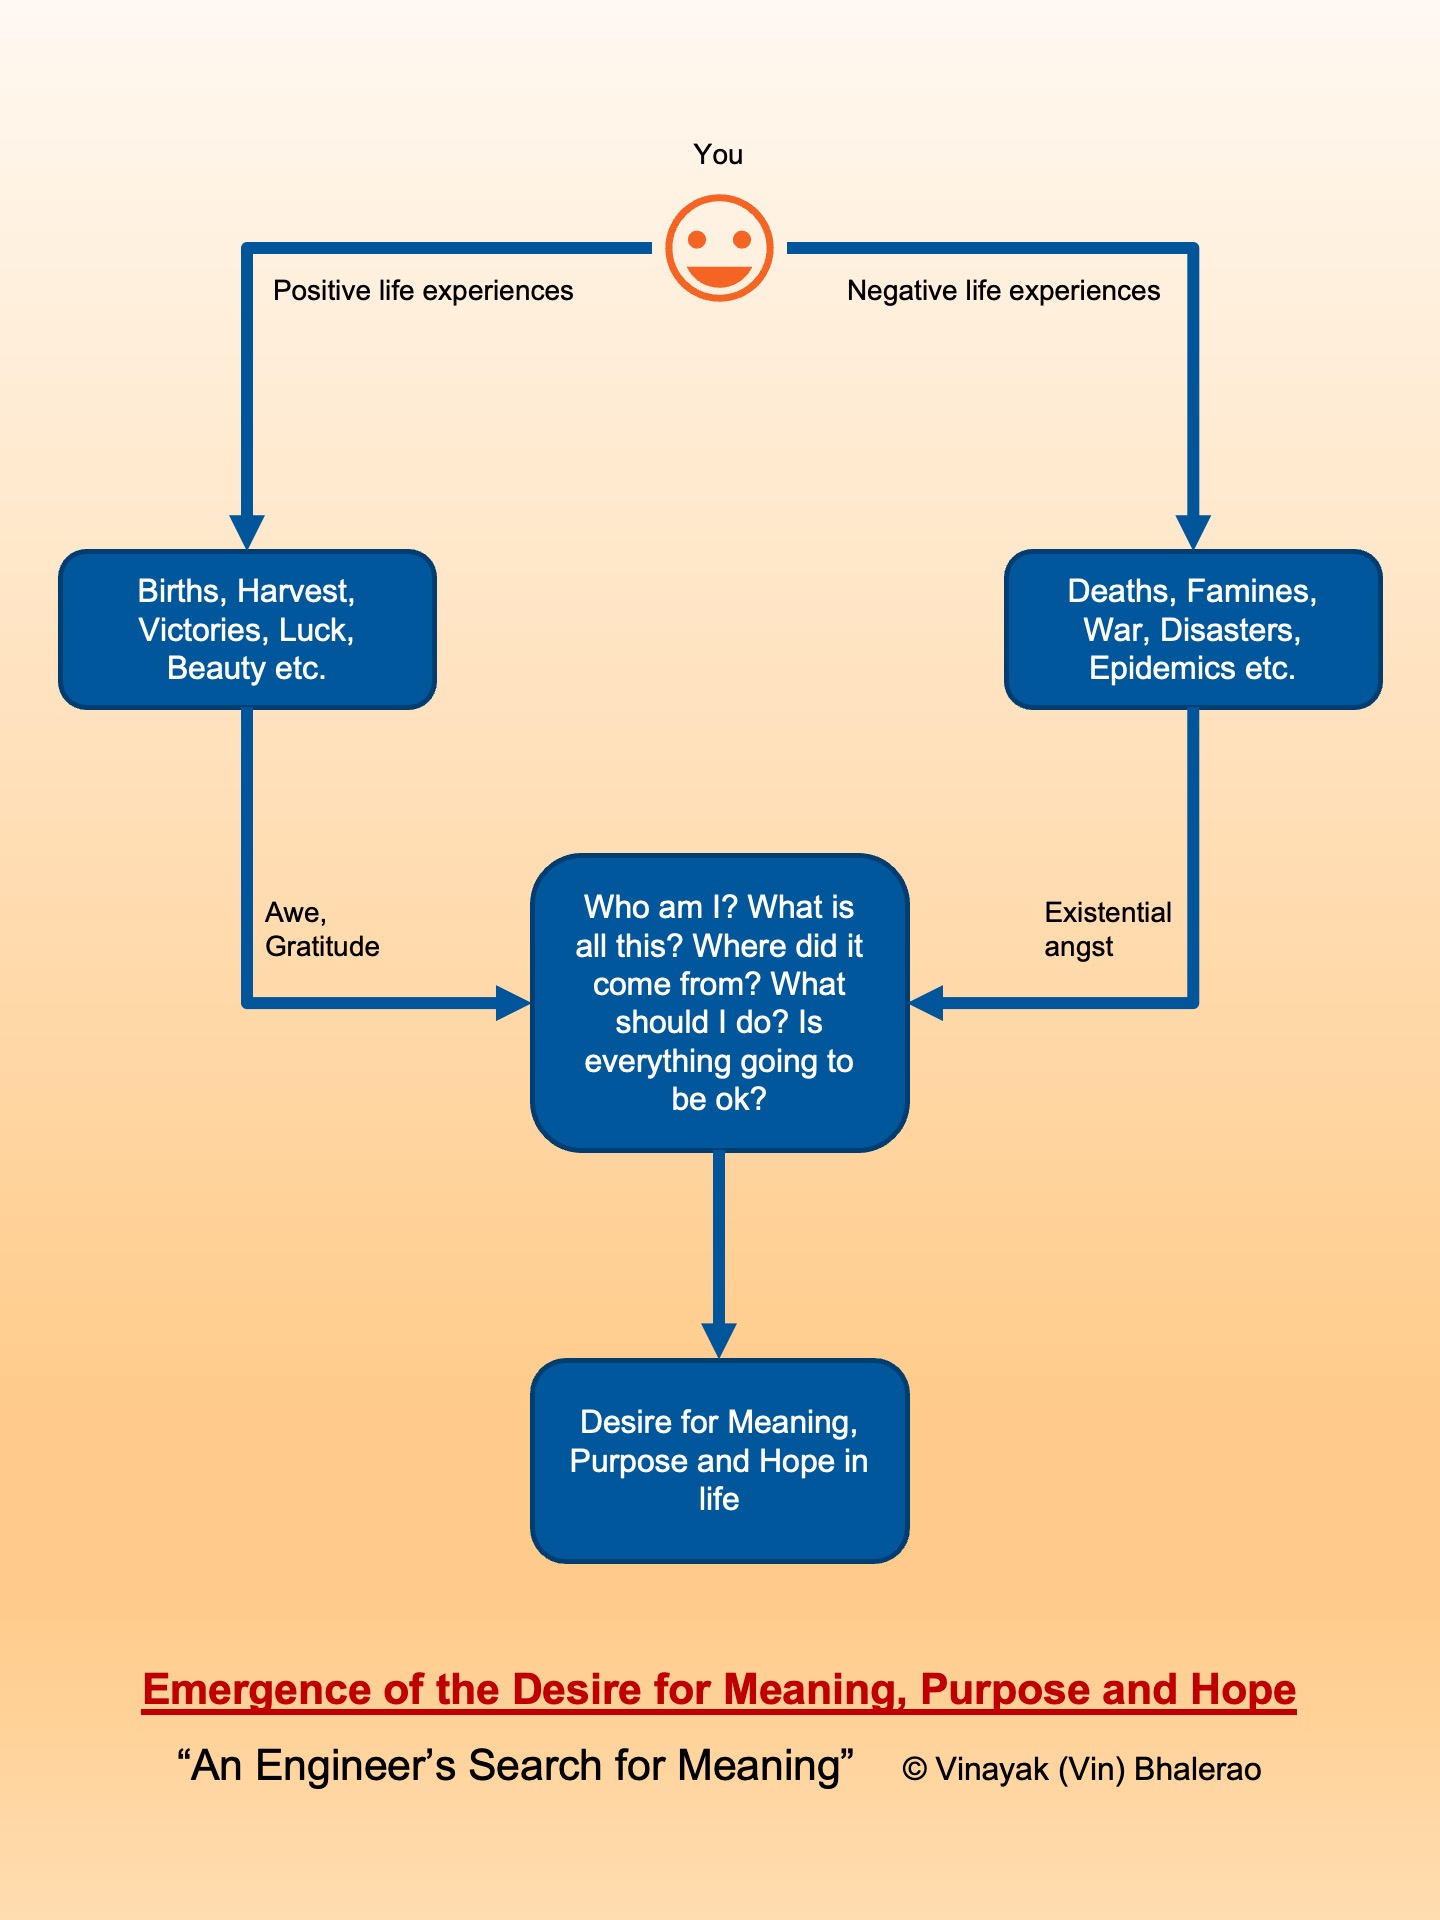 You
Positive life experiences
Negative life experiences
Births, Harvest,
Victories, Luck,
Beauty etc.
Deaths, Famines,
War, Disasters,
Epidemics etc.
Awe,
Gratitude
Who am I? What is
all this? Where did it
come from? What
should I do? Is
everything going to
be ok?
Existential
angst
Desire for Meaning,
Purpose and Hope in
life
Emergence of the Desire for Meaning, Purpose and Hope
“An Engineer’s Search for Meaning” © Vinayak (Vin) Bhalerao